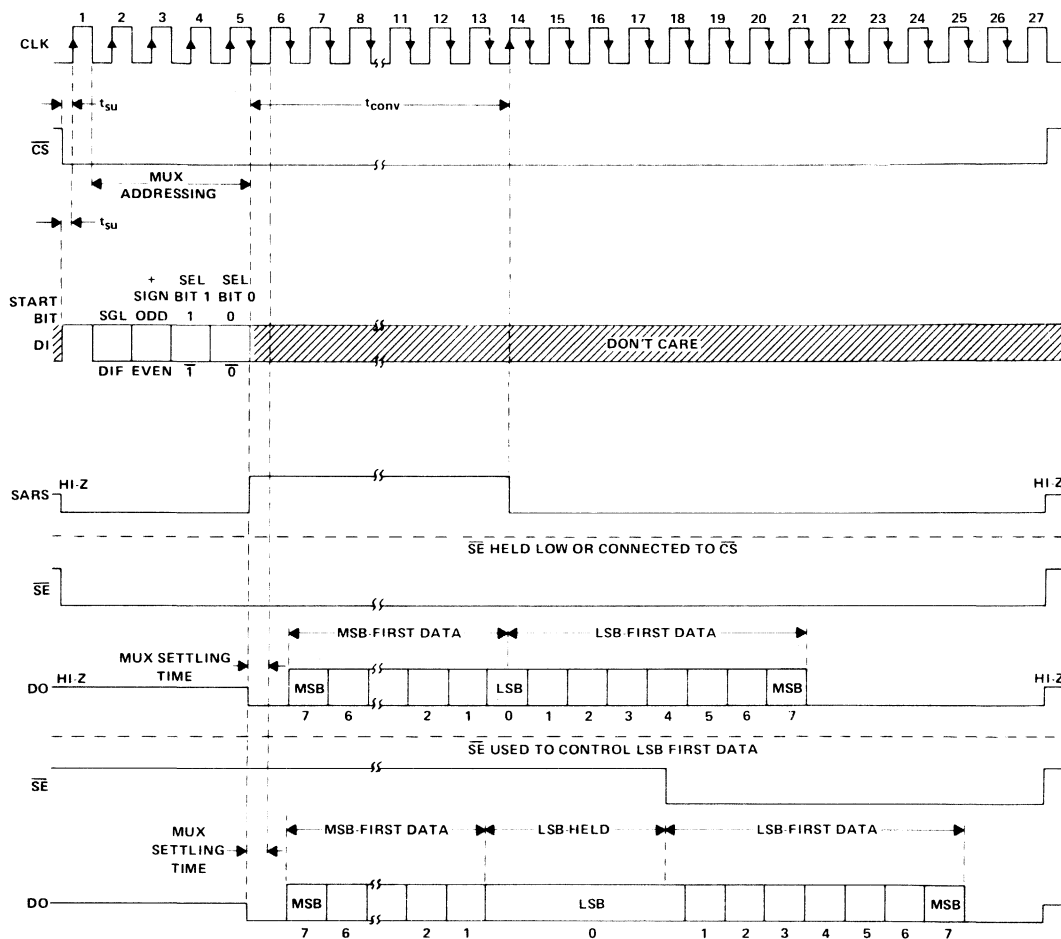 1 2 3 4 5 6 7 8 11 12 13 14 15 16 17 18 19 20 21 22 23 24 25 26 27
CLK
tsu
tconv
CS
MUX
ADDRESSING
tsu
+ SEL SEL
START SIGN BIT 1 BIT 0
BIT SGL ODD 1 0
DI DON'T CARE
DIF EVEN 1 0
HI-Z HI-Z
SARS
SE HELD LOW OR CONNECTED TO CS
SE
MSB-FIRST DATA LSB-FIRST DATA
MUX SETTLING
TIME
HI-Z HI-Z
DO MSB LSB MSB
7 6 2 1 0 1 2 3 4 5 6 7
SE USED TO CONTROL LSB FIRST DATA
SE
MUX
SETTLING
TIME
MSB-FIRST DATA LSB-HELD LSB-FIRST DATA
DO MSB LSB MSB
7 6 2 1 0 1 2 3 4 5 6 7